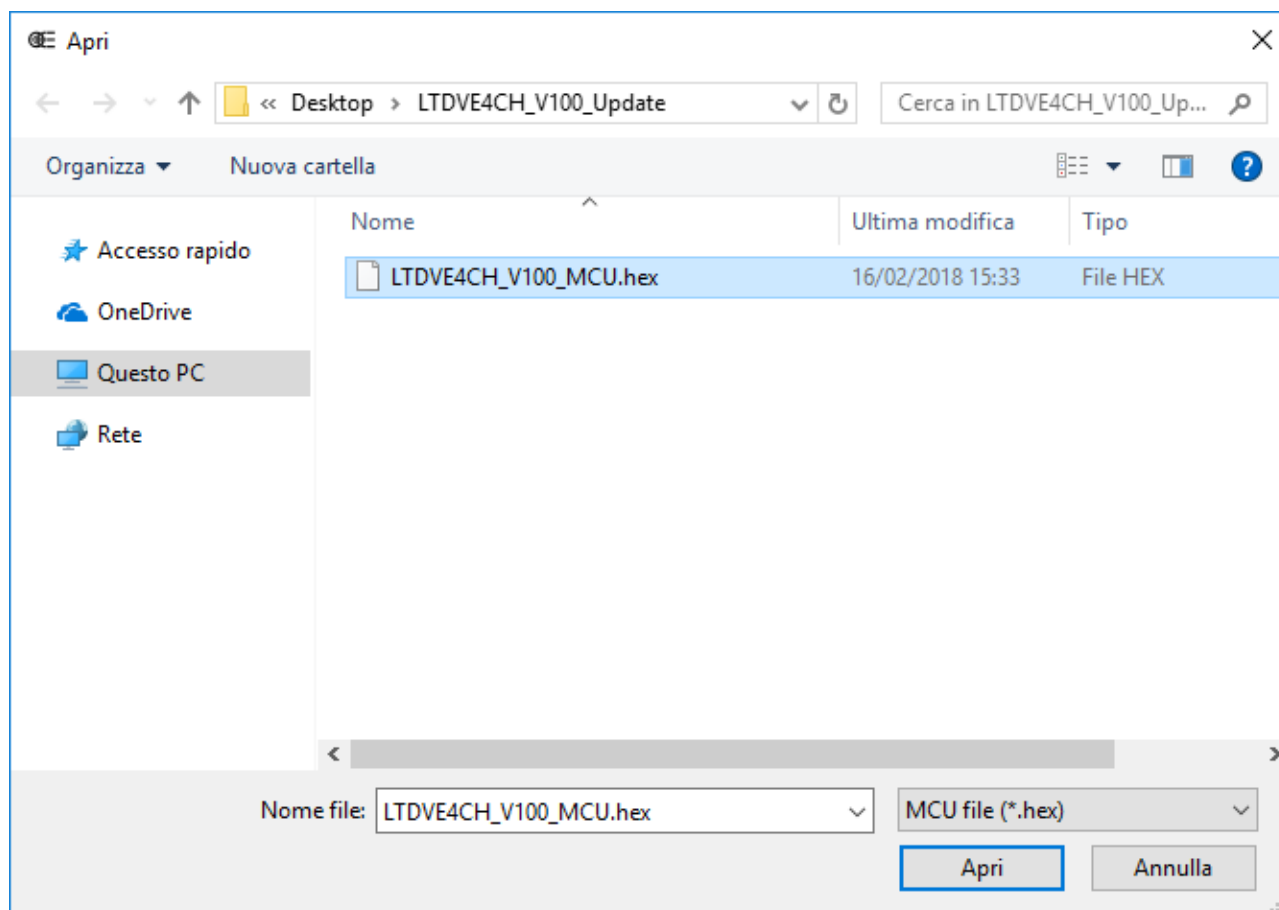 Apri
« Desktop › LTDVE4CH_V100_Update
Cerca in LTDVE4CH_V100_Up...
Organizza
Nuova cartella
Nome
Ultima modifica
Tipo
Accesso rapido
OneDrive
Questo PC
Rete
LTDVE4CH_V100_MCU.hex
16/02/2018 15:33
File HEX
Nome file:
LTDVE4CH_V100_MCU.hex
MCU file (*.hex)
Apri
Annulla